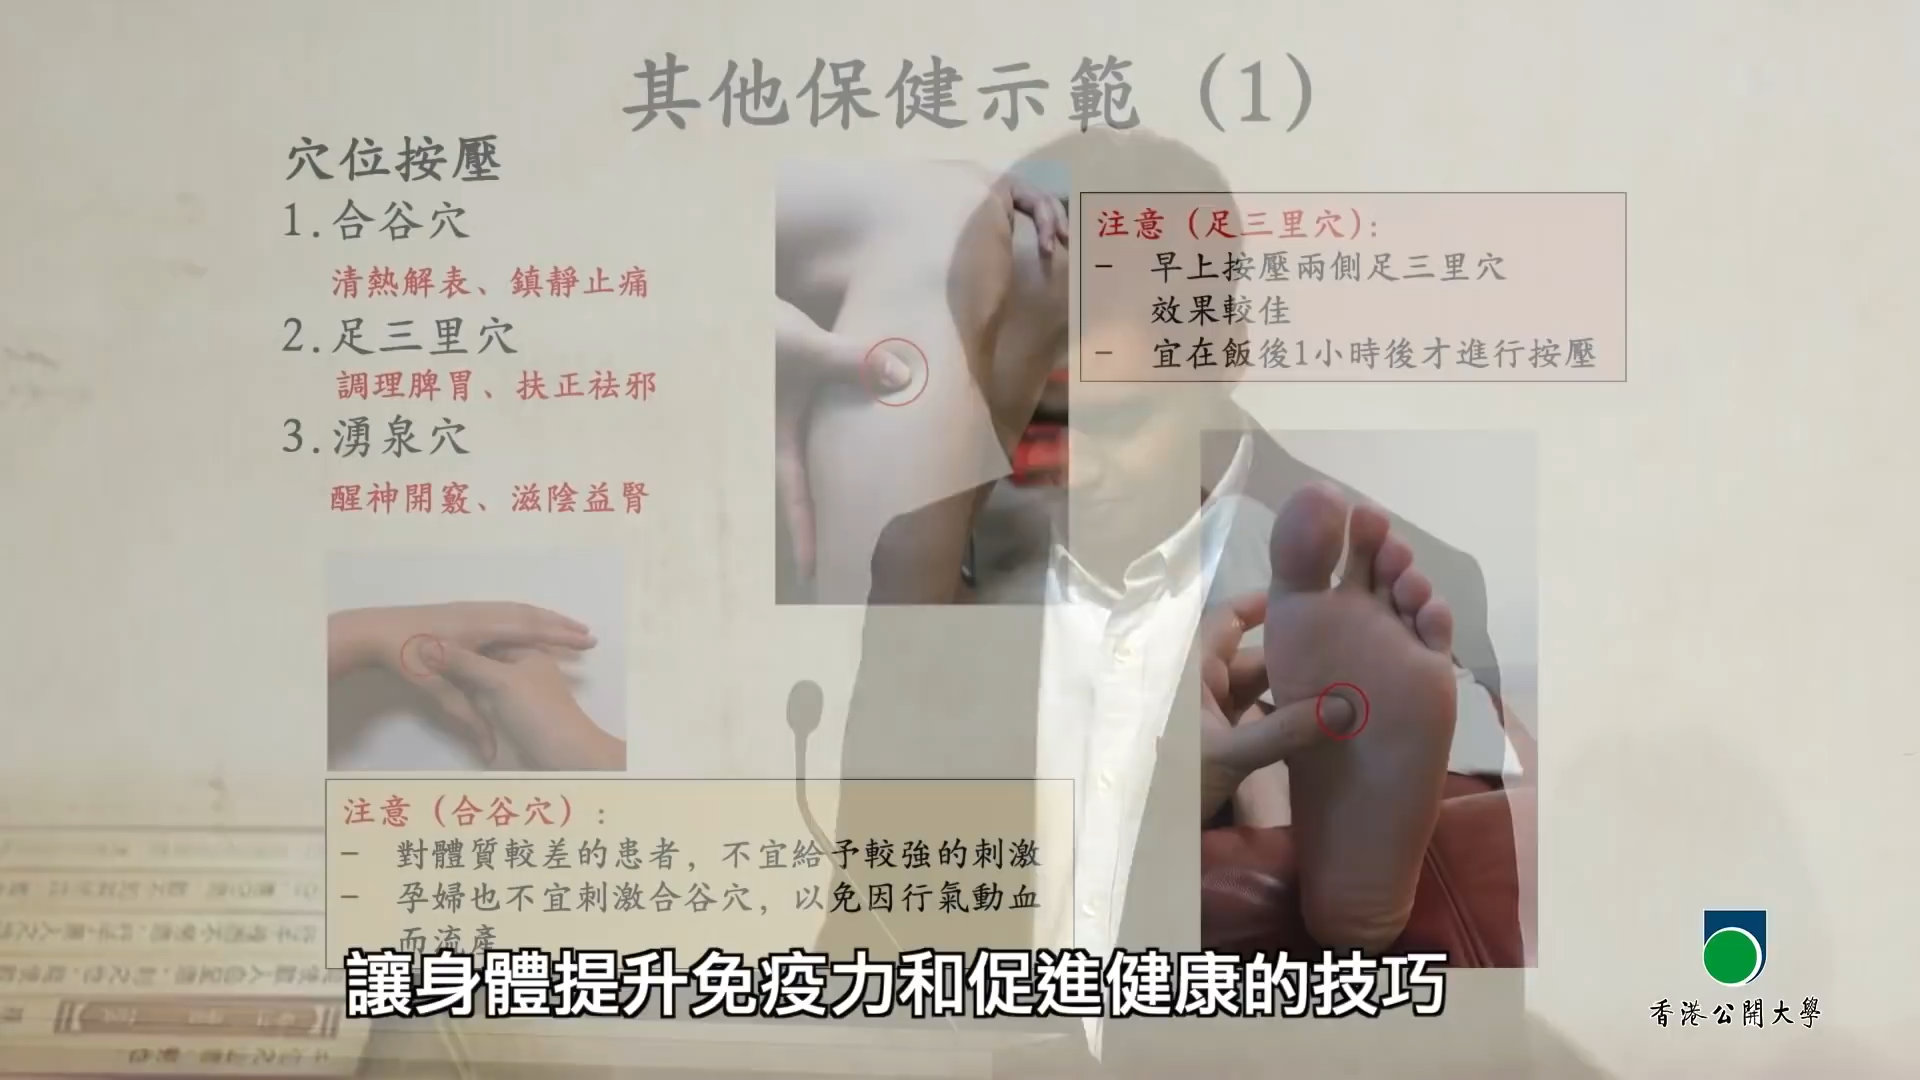 其他保健示範 (1)
穴位按壓
1.合谷穴
清熱解表、鎮靜止痛
2.足三里穴
調理脾胃、扶正祛邪
3.湧泉穴
醒神開竅、滋陰益腎
注意 (足三里穴):
- 早上按壓兩側足三里穴
效果較佳
- 宜在飯後1小時後才進行按壓
注意 (合谷穴) :
- 對體質較差的患者, 不宜給予較強的刺激
- 孕婦也不宜刺激合谷穴, 以免因行氣動血
而流產
讓身體提升免疫力和促進健康的技巧
香港公開大學